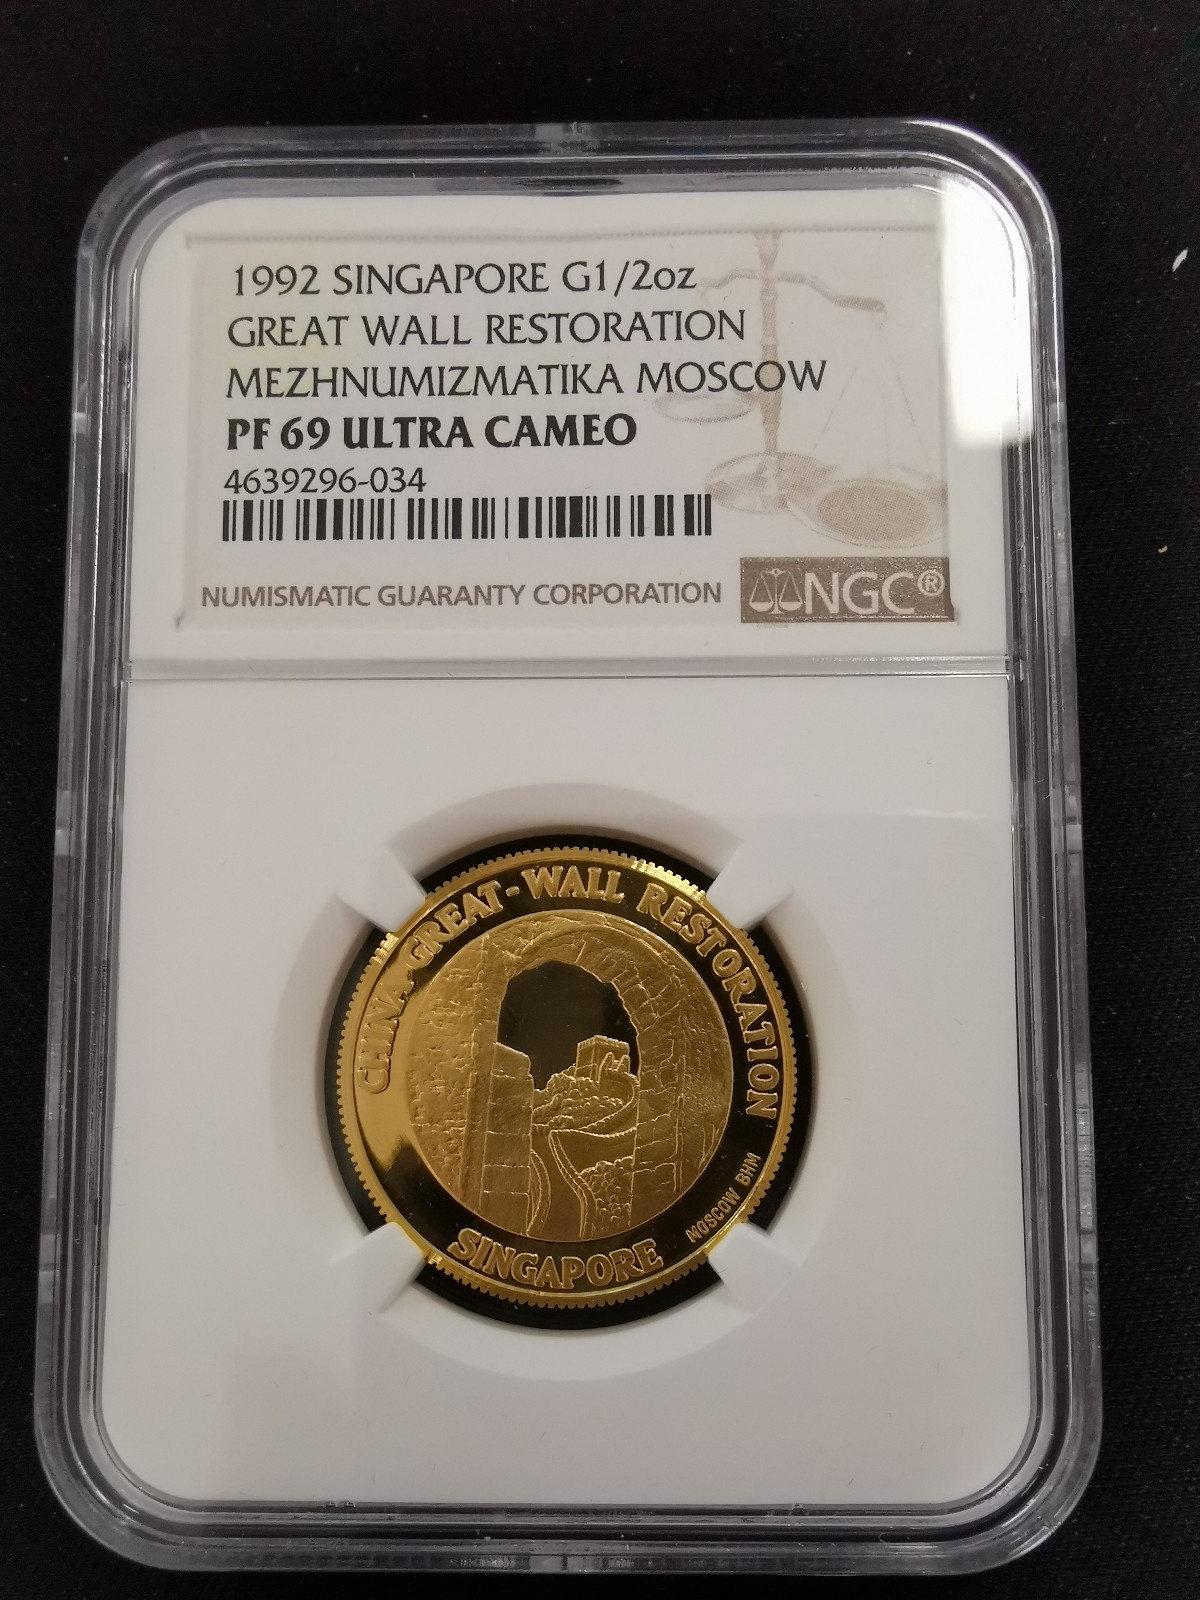 1992 SINGAPORE G1/2oz
GREAT WALL RESTORATION
MEZHNUMIZMATIKA MOSCOW
PF 69 ULTRA CAMEO
4639296-034
NUMISMATIC GUARANTY CORPORATION
NGC®
CHINA GREAT-WALL RESTORATION
MOSCOW BHM
SINGAPORE